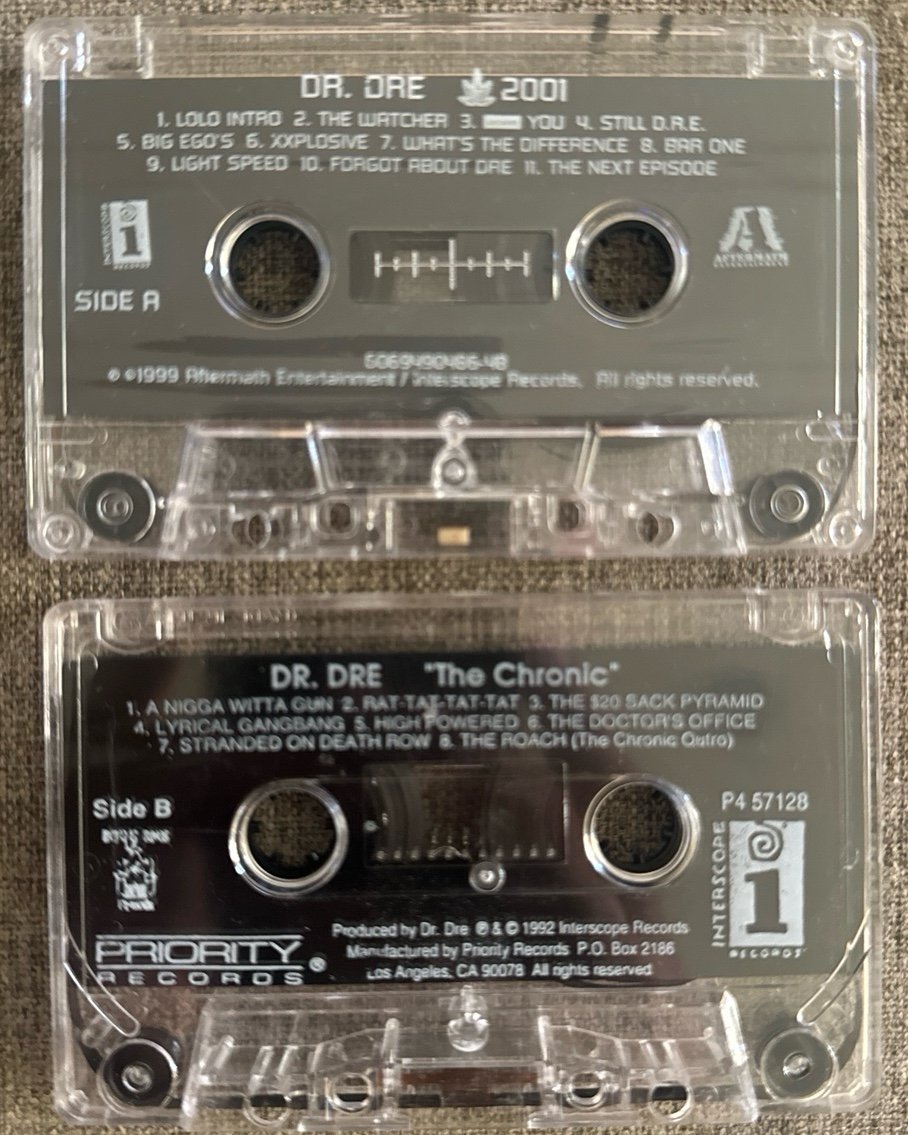 DR. DRE 2001
1. LOLO INTRO 2. THE WATCHER 3. YOU 4. STILL D.R.E.
5. BIG EGO'S 6. XXPLOSIVE 7. WHAT'S THE DIFFERENCE 8. BAR ONE
9. LIGHT SPEED 10. FORGOT ABOUT DRE 11. THE NEXT EPISODE
INTERSCOPE
i
RECORDS
AFTERMATH
ENTERTAINMENT
SIDE A
℗ ©1999 Aftermath Entertainment / Interscope Records. All rights reserved.
DR. DRE "The Chronic"
1. A NIGGA WITTA GUN 2. RAT-TAT-TAT-TAT 3. THE $20 SACK PYRAMID
4. LYRICAL GANGBANG 5. HIGH POWERED 6. THE DOCTOR'S OFFICE
7. STRANDED ON DEATH ROW 8. THE ROACH (The Chronic Outro)
Side B
P4 57128
INTERSCOPE
i
RECORDS
PRIORITY
RECORDS®
Produced by Dr. Dre ℗ & © 1992 Interscope Records
Manufactured by Priority Records P.O. Box 2186
Los Angeles, CA 90078 All rights reserved